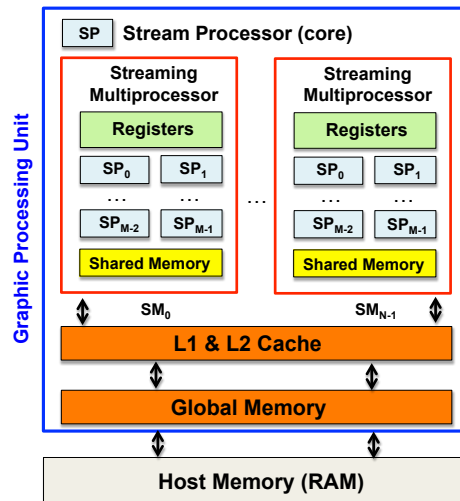 SP Stream Processor (core)
Graphic Processing Unit
Streaming
Multiprocessor
Registers
SP0 SP1
... ...
SPM-2 SPM-1
Shared Memory
...
Streaming
Multiprocessor
Registers
SP0 SP1
... ...
SPM-2 SPM-1
Shared Memory
SM0 SMN-1
L1 & L2 Cache
Global Memory
Host Memory (RAM)